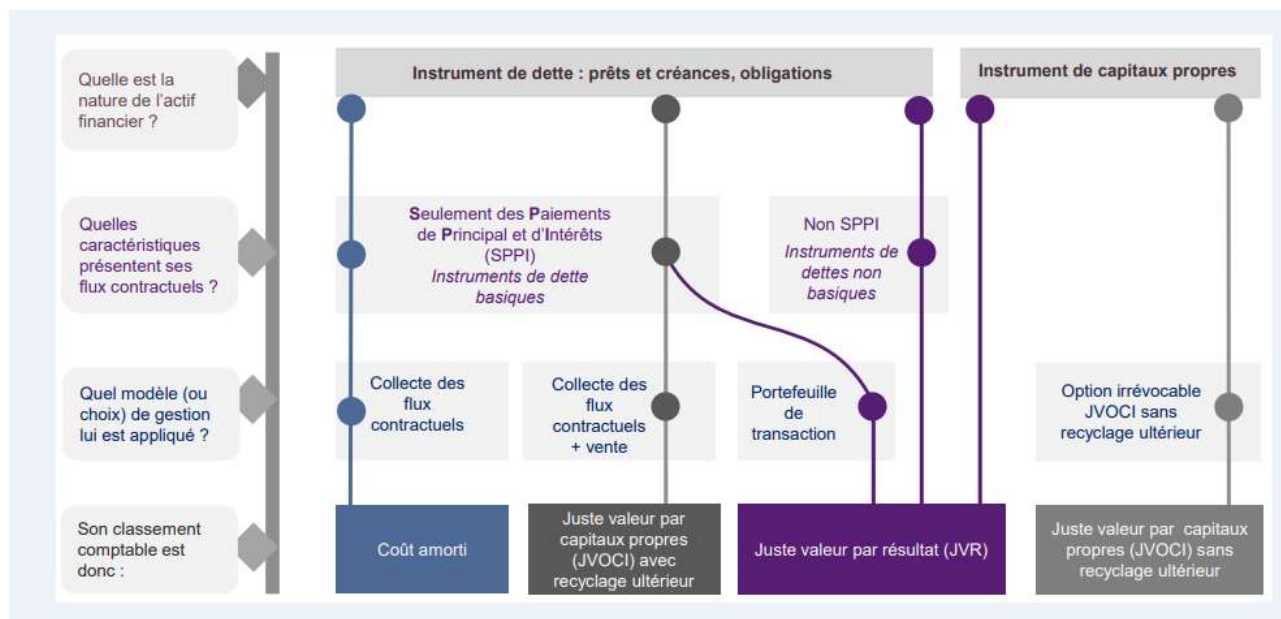 Quelle est la
nature de l'actif
financier ?
Instrument de dette : prêts et créances, obligations
Instrument de capitaux propres
Quelles
caractéristiques
présentent ses
flux contractuels ?
Seulement des Paiements
de Principal et d'Intérêts
(SPPI)
Instruments de dette
basiques
Non SPPI
Instruments de
dettes non
basiques
Quel modèle (ou
choix) de gestion
lui est appliqué ?
Collecte des
flux
contractuels
Collecte des
flux
contractuels
+ vente
Portefeuille
de
transaction
Option irrévocable
JVOCI sans
recyclage ultérieur
Son classement
comptable est
donc :
Coût amorti
Juste valeur par
capitaux propres
(JVOCI) avec
recyclage ultérieur
Juste valeur par résultat (JVR)
Juste valeur par capitaux
propres (JVOCI) sans
recyclage ultérieur